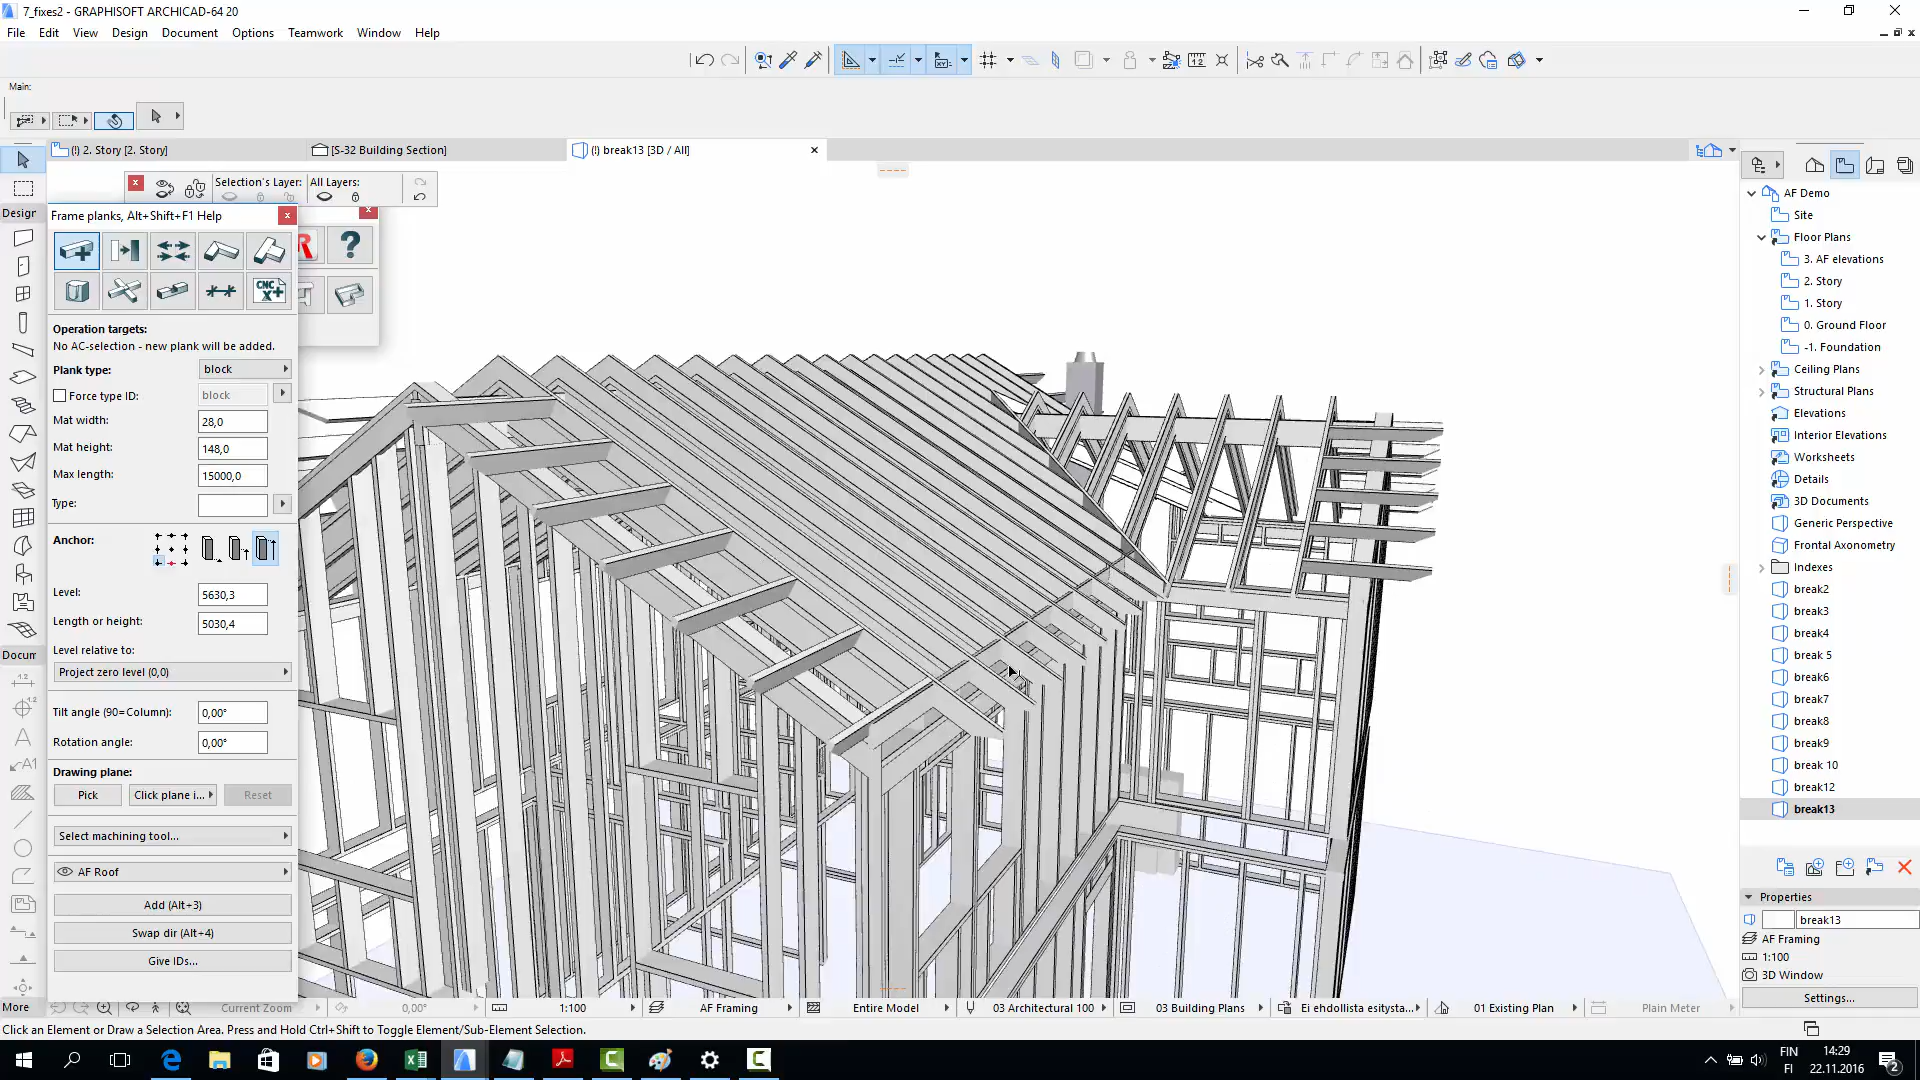 7_fixes2 - GRAPHISOFT ARCHICAD-64 20
File Edit View Design Document Options Teamwork Window Help
Main:
(!) 2. Story [2. Story]
[S-32 Building Section]
(!) break13 [3D / All]
Selection's Layer:
All Layers:
Design
Frame planks, Alt+Shift+F1 Help
Operation targets:
No AC-selection - new plank will be added.
Plank type: block
Force type ID: block
Mat width: 28,0
Mat height: 148,0
Max length: 15000,0
Type:
Anchor:
Level: 5630,3
Length or height: 5030,4
Level relative to:
Project zero level (0,0)
Tilt angle (90=Column): 0,00°
Rotation angle: 0,00°
Drawing plane:
Pick Click plane i... Reset
Select machining tool...
AF Roof
Add (Alt+3)
Swap dir (Alt+4)
Give IDs...
CNC
Docum
More
AF Demo
Site
Floor Plans
3. AF elevations
2. Story
1. Story
0. Ground Floor
-1. Foundation
Ceiling Plans
Structural Plans
Elevations
Interior Elevations
Worksheets
Details
3D Documents
Generic Perspective
Frontal Axonometry
Indexes
break2
break3
break4
break 5
break6
break7
break8
break9
break 10
break12
break13
Properties
break13
AF Framing
1:100
3D Window
Settings...
Current Zoom 0,00° 1:100 AF Framing Entire Model 03 Architectural 100 03 Building Plans Ei ehdollista esitysta... 01 Existing Plan Plain Meter
Click an Element or Draw a Selection Area. Press and Hold Ctrl+Shift to Toggle Element/Sub-Element Selection.
FIN
FI
14:29
22.11.2016
2